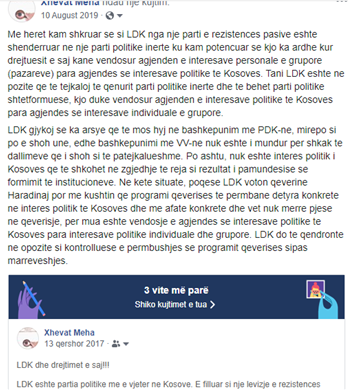 Xhevat Meha ndau një kujtim.
10 August 2019 ·
Me heret kam shkruar se si LDK nga nje parti e rezistences pasive eshte
shenderruar ne nje parti politike inerte ku kam potencuar se kjo ka ardhe kur
drejtuesit e saj kane vendosur agjenden e interesave personale e grupore
(pazareve) para agjendes se interesave politike te Kosoves. Tani LDK eshte ne
pozite qe te tejkaloj te qenurit parti politike inerte dhe te behet parti politike
shtetformuese, kjo duke vendosur agjenden e interesave politike te Kosoves
para agjendes se interesave individuale e grupore.
LDK gjykoj se ka arsye qe te mos hyj ne bashkepunim me PDK-ne, mirepo si
po e shoh une, edhe bashkepunimi me VV-ne nuk eshte i mundur per shkak te
dallimeve qe i shoh si te patejkalueshme. Po ashtu, nuk eshte interes politik i
Kosoves qe te shkohet ne zgjedhje te reja si rezultat i pamundesise se
formimit te institucioneve. Ne kete situate, poqese LDK voton qeverine
Haradinaj por me kushtin qe programi qeverises te permbane detyra konkrete
ne interes politik te Kosoves dhe me afate konkrete dhe vet nuk merre pjese
ne qeverisje, per mua eshte vendosje e agjendes se interesave politike te
Kosoves para interesave politike individuale dhe grupore. LDK do te qendronte
ne opozite si kontrolluese e permbushjes se programit qeverises sipas
marreveshjes.
3 vite më parë
Shiko kujtimet e tua
Xhevat Meha
13 qershor 2017 ·
LDK dhe drejtimet e saj!!!
LDK eshte partia politike me e vjeter ne Kosove. E filluar si nje levizje e rezistences